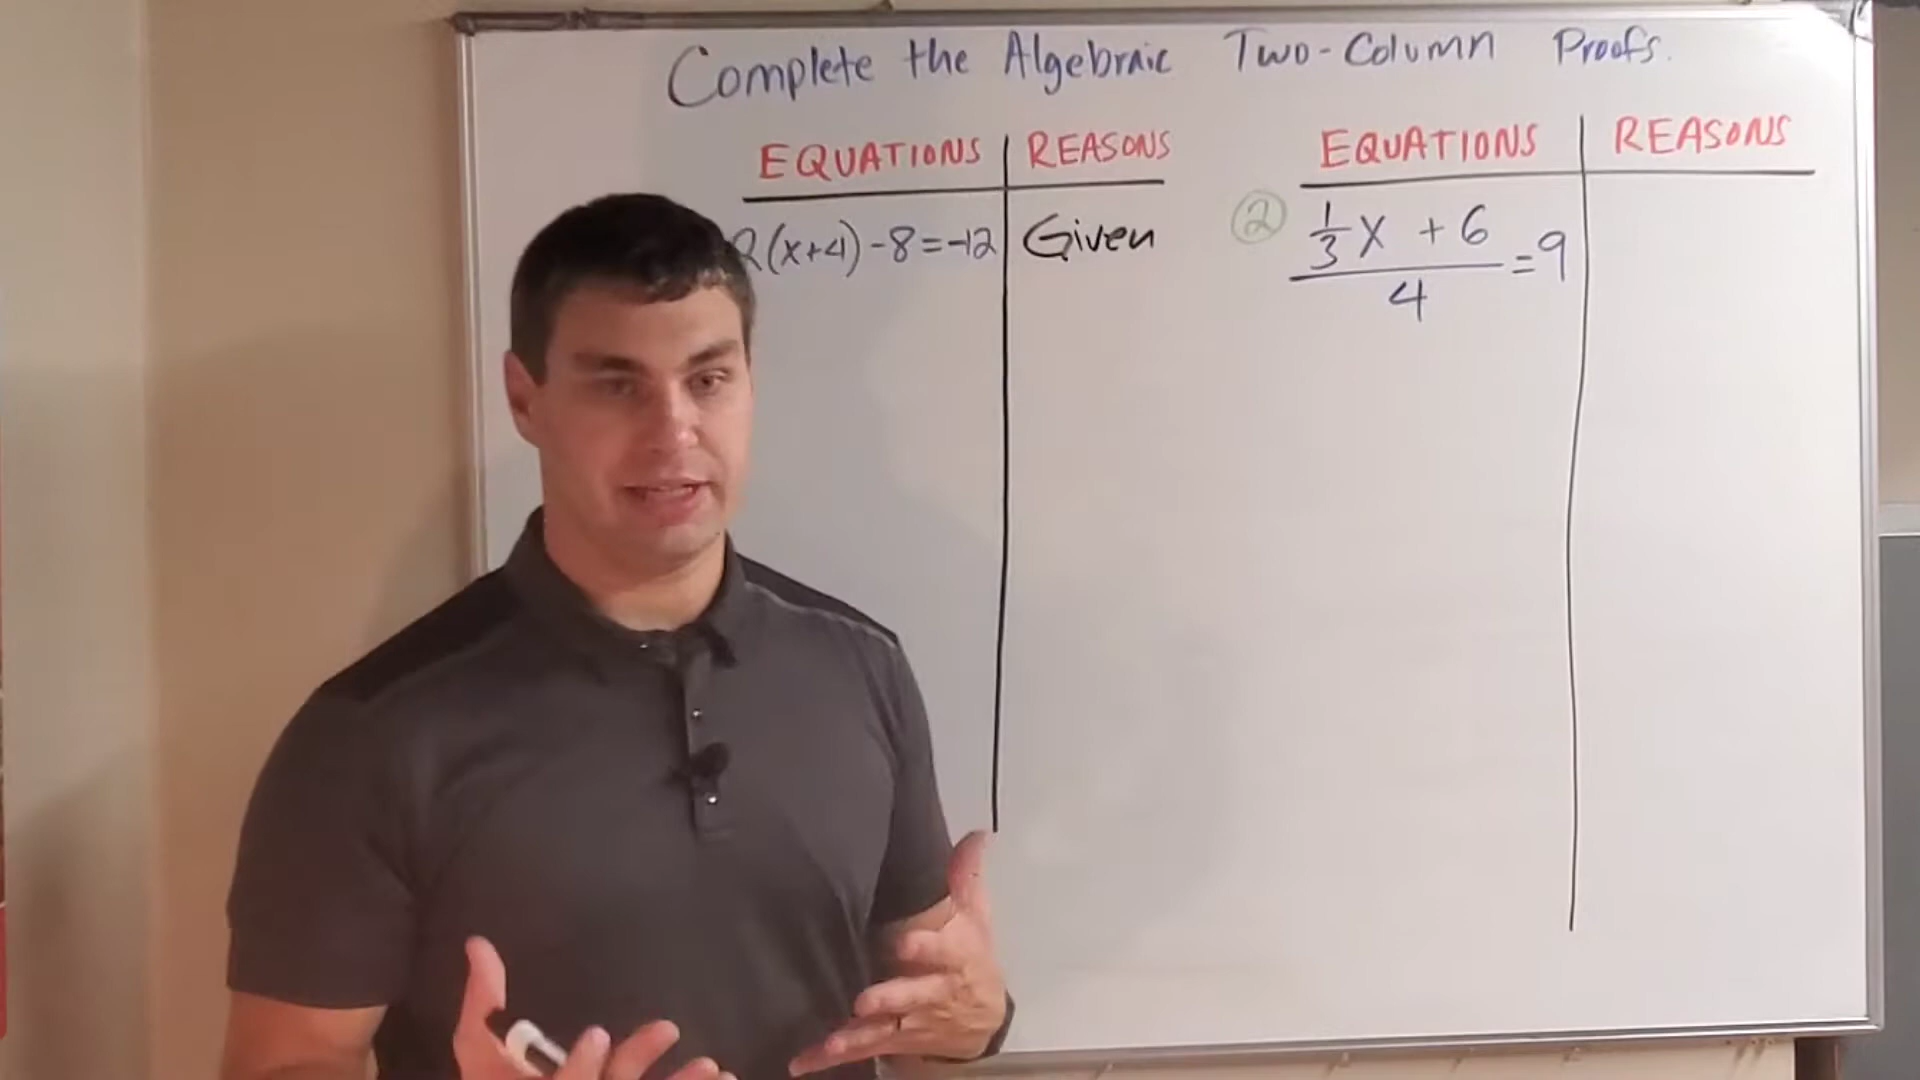 Complete the Algebraic Two-Column Proofs.
EQUATIONS REASONS
2(x+4)-8=-12 Given
EQUATIONS REASONS
2 1/3 x + 6
/4 = 9